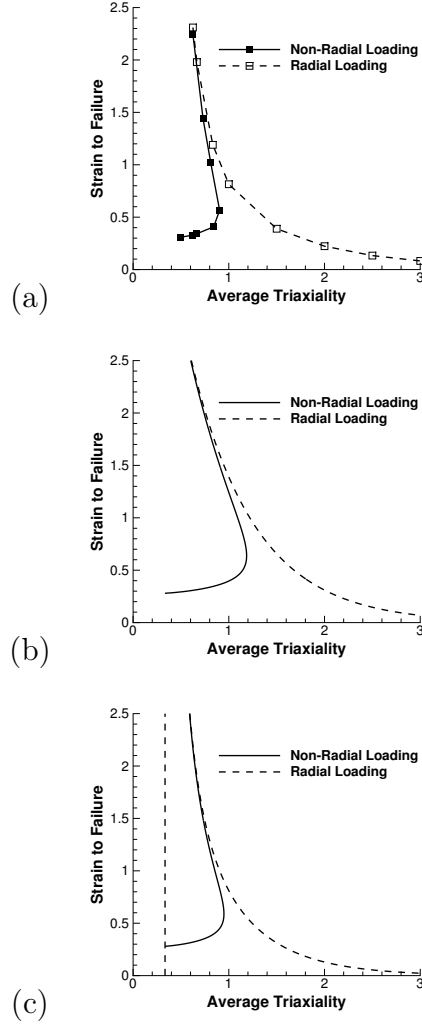 2.5
2
1.5
1
0.5
0
Strain to Failure
Non-Radial Loading
Radial Loading
0 1 2 3
Average Triaxiality
(a)
2.5
2
1.5
1
0.5
0
Strain to Failure
Non-Radial Loading
Radial Loading
0 1 2 3
Average Triaxiality
(b)
2.5
2
1.5
1
0.5
0
Strain to Failure
Non-Radial Loading
Radial Loading
0 1 2 3
Average Triaxiality
(c)